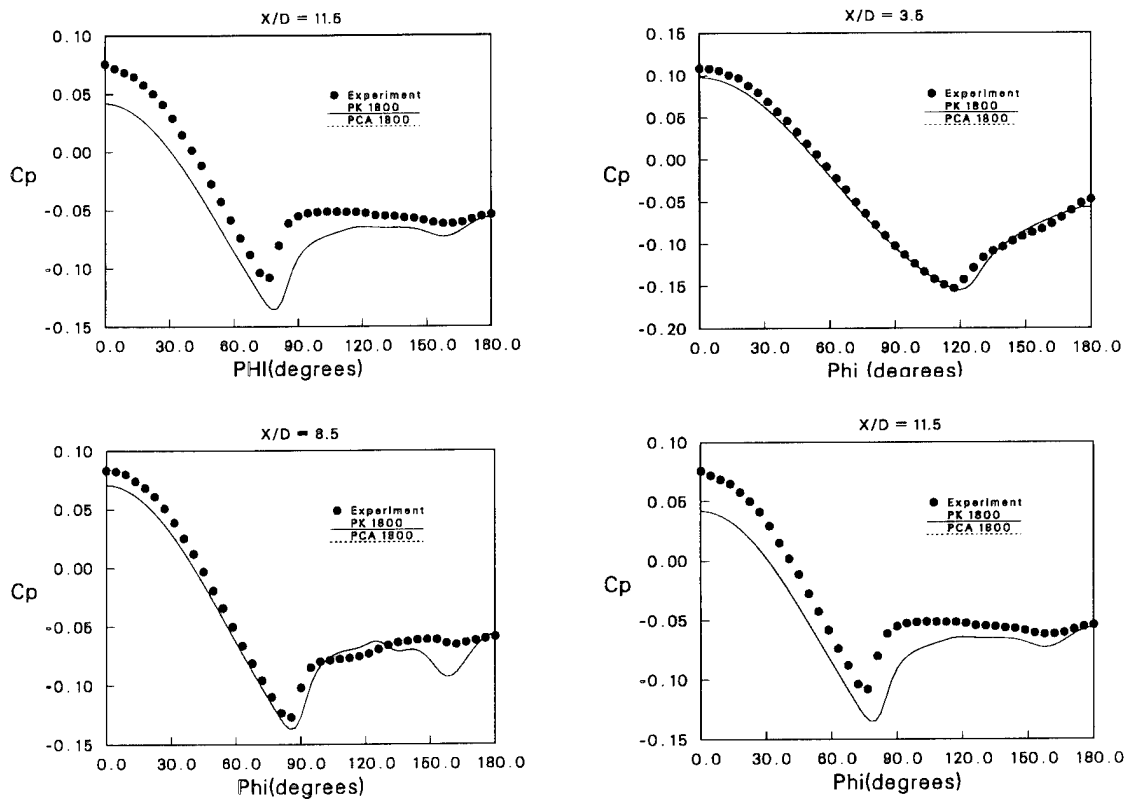 X/D = 11.5
0.10
0.05
0.00
-0.05
-0.10
-0.15
Cp
Experiment
PK 1800
PCA 1800
0.0 30.0 60.0 90.0 120.0 150.0 180.0
PHI(degrees)
X/D = 3.5
0.15
0.10
0.05
0.00
-0.05
-0.10
-0.15
-0.20
Cp
Experiment
PK 1800
PCA 1800
0.0 30.0 60.0 90.0 120.0 150.0 180.0
Phi (degrees)
X/D = 8.5
0.10
0.05
0.00
-0.05
-0.10
-0.15
Cp
Experiment
PK 1800
PCA 1800
0.0 30.0 60.0 90.0 120.0 150.0 180.0
Phi(degrees)
X/D = 11.5
0.10
0.05
0.00
-0.05
-0.10
-0.15
Cp
Experiment
PK 1800
PCA 1800
0.0 30.0 60.0 90.0 120.0 150.0 180.0
Phi(degrees)